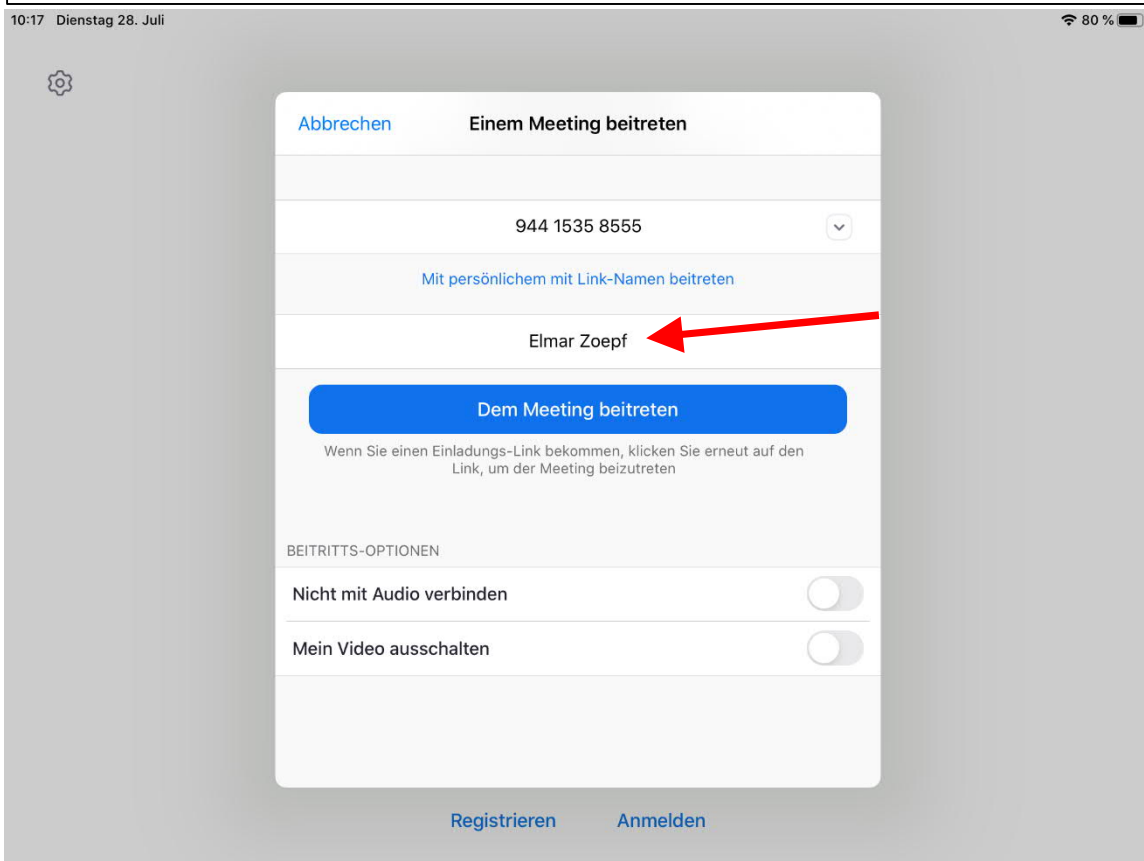 10:17 Dienstag 28. Juli
80 %
Abbrechen
Einem Meeting beitreten
944 1535 8555
Mit persönlichem mit Link-Namen beitreten
Elmar Zoepf
Dem Meeting beitreten
Wenn Sie einen Einladungs-Link bekommen, klicken Sie erneut auf den
Link, um der Meeting beizutreten
BEITRITTS-OPTIONEN
Nicht mit Audio verbinden
Mein Video ausschalten
Registrieren
Anmelden